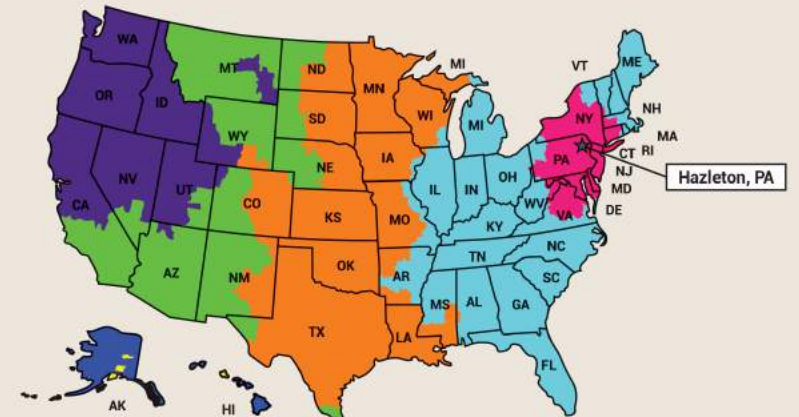 WA
MT
ND
MN
MI
VT
ME
OR
ID
SD
WI
MI
NY
NH
WY
MA
CT
RI
IA
PA
NJ
NE
Hazleton, PA
NV
UT
IL
IN
OH
MD
CA
CO
WV
DE
KS
MO
VA
KY
NC
TN
AZ
NM
OK
AR
SC
MS
AL
GA
TX
LA
FL
AK
HI